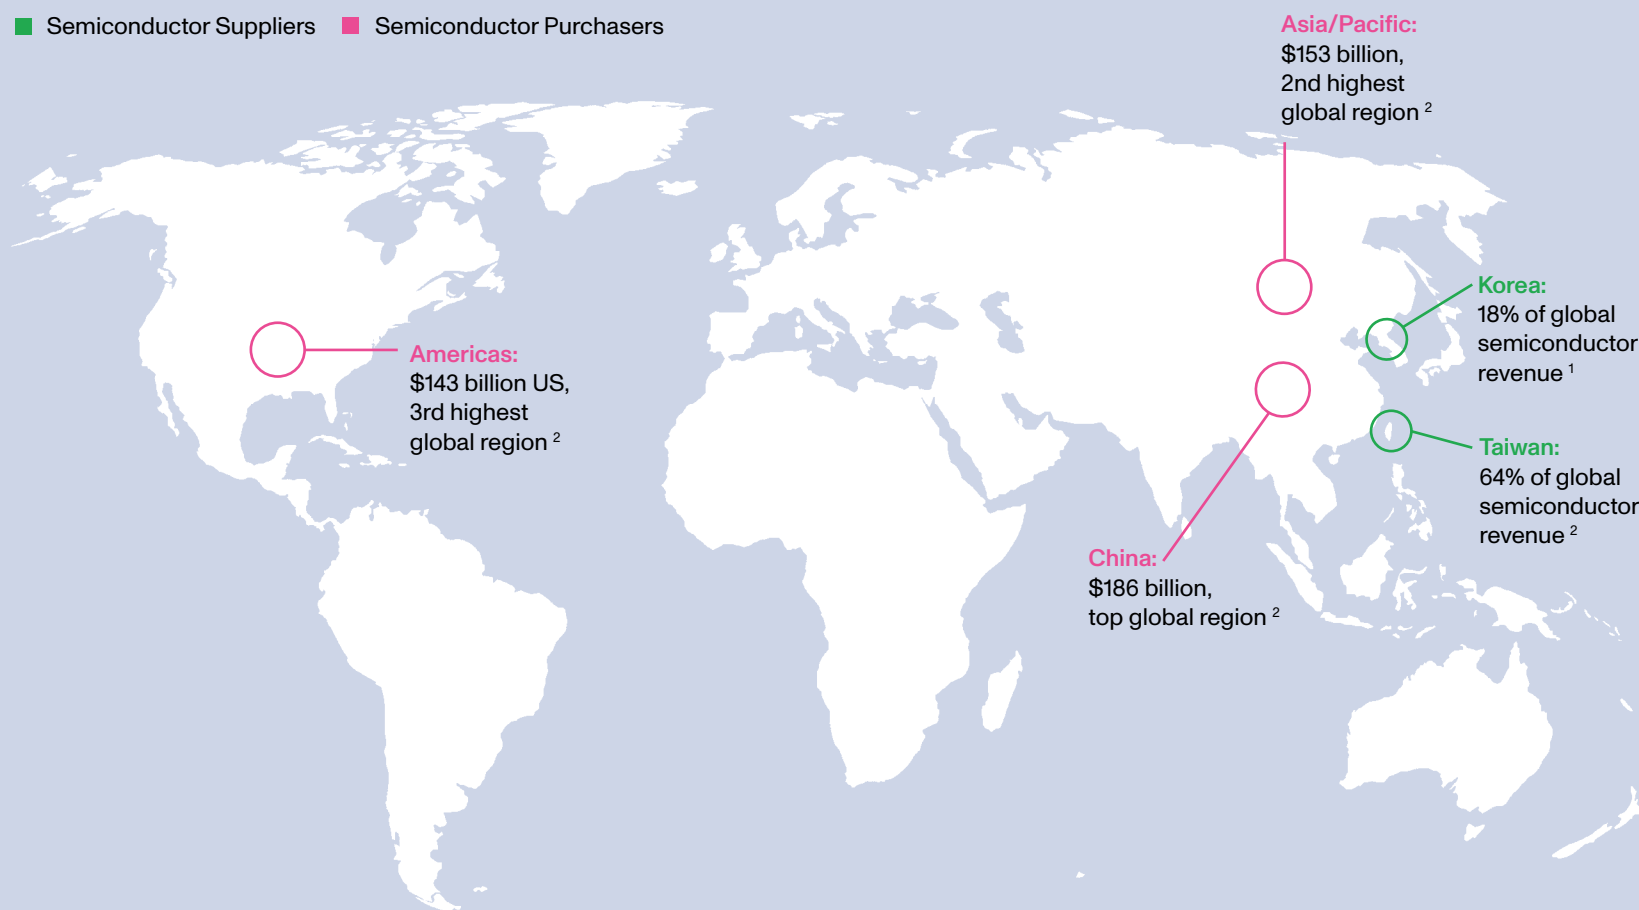 Semiconductor Suppliers
Semiconductor Purchasers
Asia/Pacific:
$153 billion,
2nd highest
global region 2
Korea:
18% of global
semiconductor
revenue 1
Americas:
$143 billion US,
3rd highest
global region 2
Taiwan:
64% of global
semiconductor
revenue 2
China:
$186 billion,
top global region 2